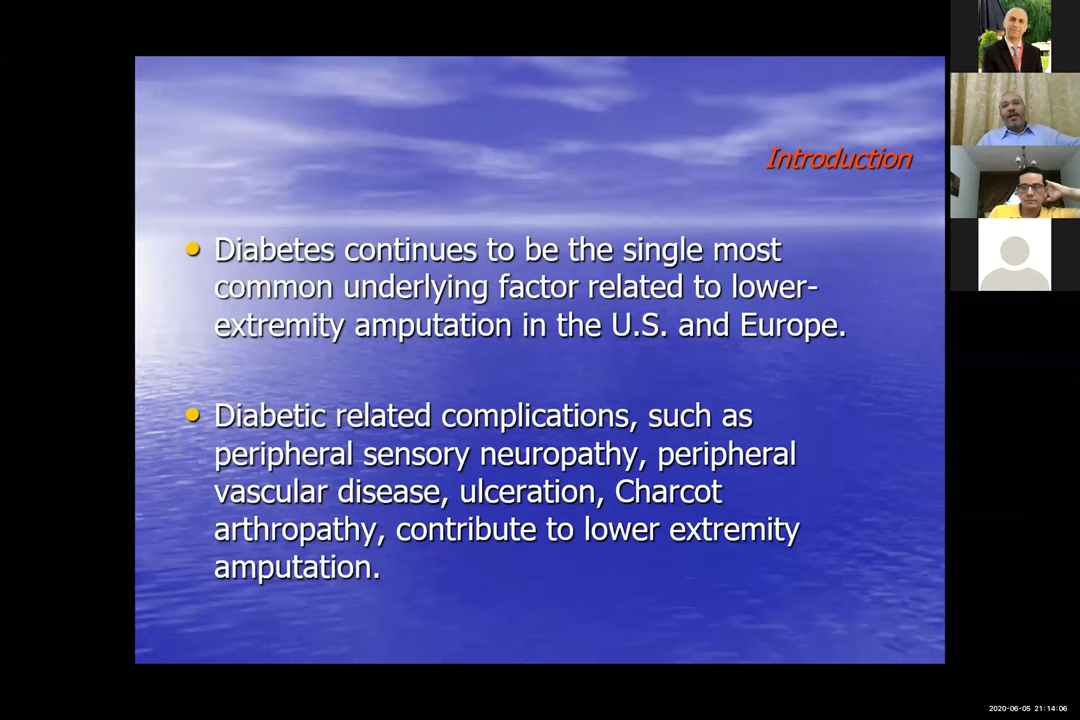 Introduction
Diabetes continues to be the single most
common underlying factor related to lower-
extremity amputation in the U.S. and Europe.
Diabetic related complications, such as
peripheral sensory neuropathy, peripheral
vascular disease, ulceration, Charcot
arthropathy, contribute to lower extremity
amputation.
2020-06-05 21:14:06